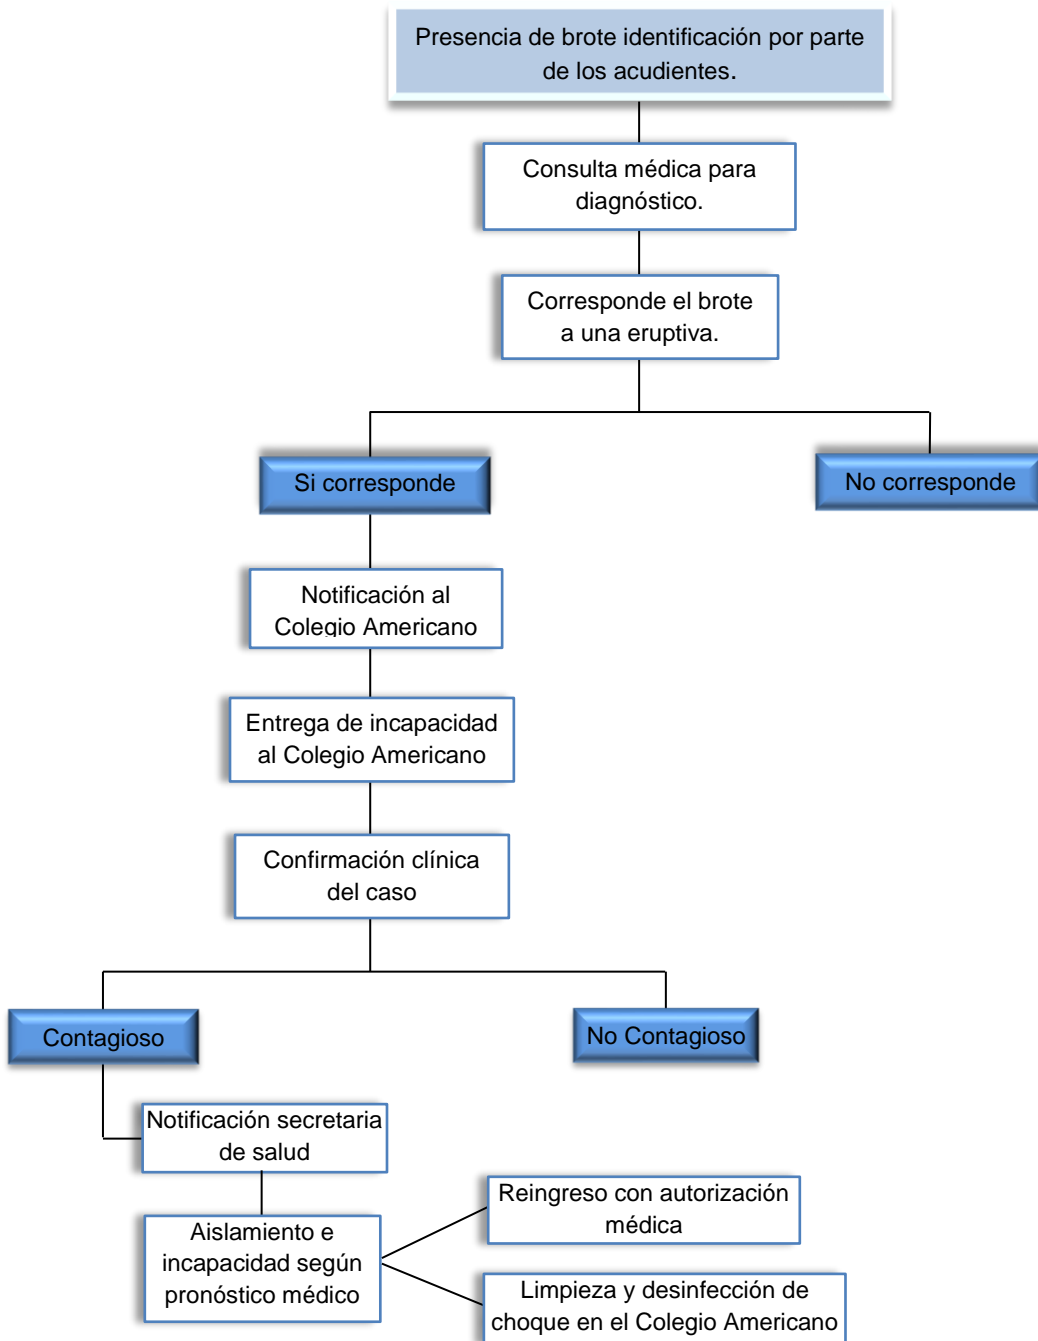 Presencia de brote identificación por parte
de los acudientes.
Consulta médica para
diagnóstico.
Corresponde el brote
a una eruptiva.
Si corresponde
No corresponde
Notificación al
Colegio Americano
Entrega de incapacidad
al Colegio Americano
Confirmación clínica
del caso
Contagioso
No Contagioso
Notificación secretaria
de salud
Reingreso con autorización
médica
Aislamiento e
incapacidad según
pronóstico médico
Limpieza y desinfección de
choque en el Colegio Americano